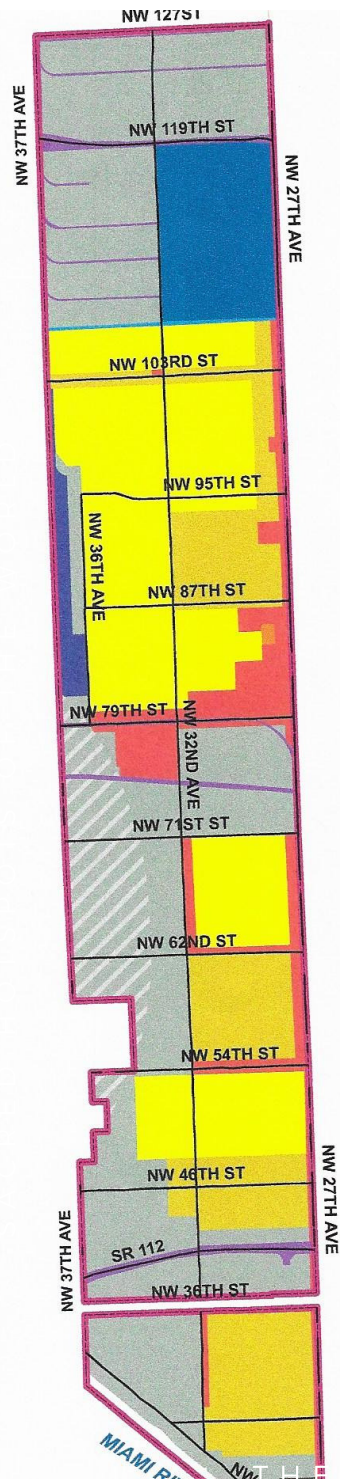 NW 127ST
NW 37TH AVE
NW 119TH ST
NW 27TH AVE
NW 103RD ST
NW 95TH ST
NW 36TH AVE
NW 87TH ST
NW 79TH ST
NW 32ND AVE
NW 71ST ST
NW 62ND ST
NW 54TH ST
NW 46TH ST
NW 27TH AVE
NW 37TH AVE
SR 112
NW 36TH ST
MIAMI
NW
THE